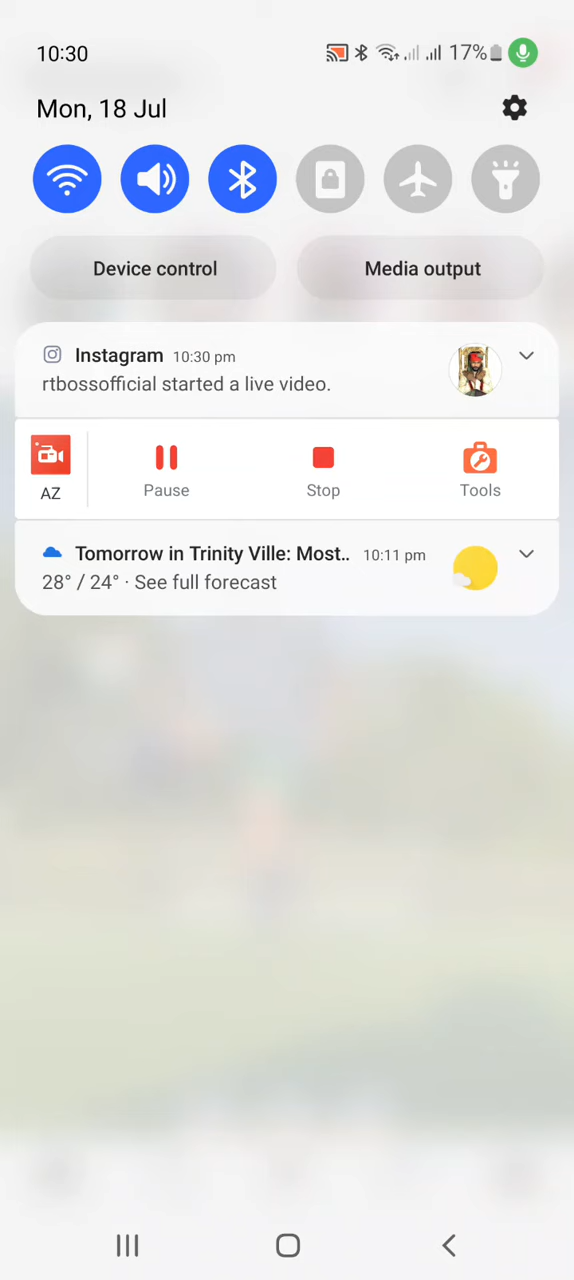 10:30
17%
Mon, 18 Jul
Device control
Media output
Instagram 10:30 pm
rtbossofficial started a live video.
AZ
Pause
Stop
Tools
Tomorrow in Trinity Ville: Most.. 10:11 pm
28° / 24° · See full forecast